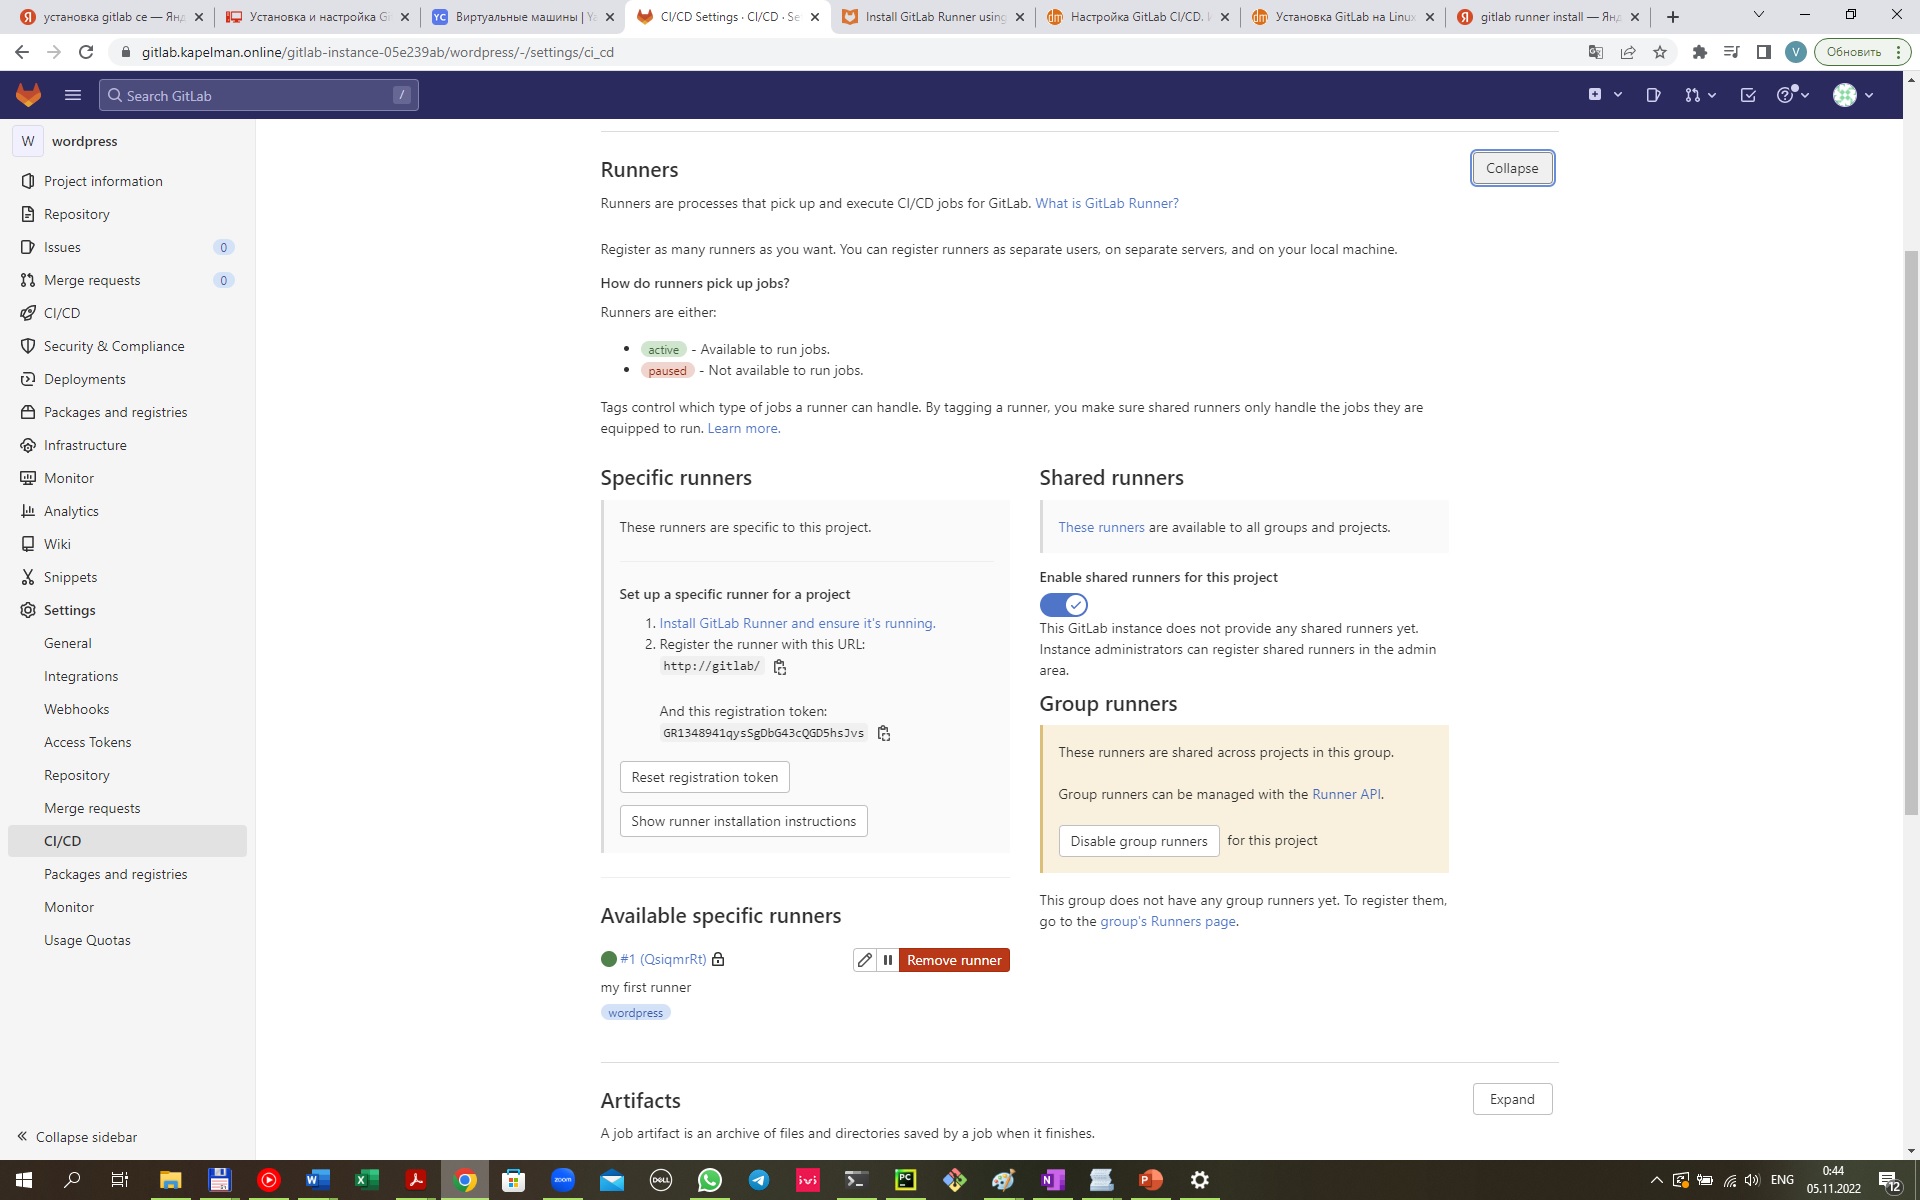 установка gitlab ce — Янд
Установка и настройка Gi
Виртуальные машины | Ya
CI/CD Settings · CI/CD · Se
Install GitLab Runner using
Настройка GitLab CI/CD.
Установка GitLab на Linux
gitlab runner install — Янд
gitlab.kapelman.online/gitlab-instance-05e239ab/wordpress/-/settings/ci_cd
V
Обновить
Search GitLab
/
W wordpress
Project information
Repository
Issues 0
Merge requests 0
CI/CD
Security & Compliance
Deployments
Packages and registries
Infrastructure
Monitor
Analytics
Wiki
Snippets
Settings
General
Integrations
Webhooks
Access Tokens
Repository
Merge requests
CI/CD
Packages and registries
Monitor
Usage Quotas
Collapse sidebar
Runners
Collapse
Runners are processes that pick up and execute CI/CD jobs for GitLab. What is GitLab Runner?
Register as many runners as you want. You can register runners as separate users, on separate servers, and on your local machine.
How do runners pick up jobs?
Runners are either:
• active - Available to run jobs.
• paused - Not available to run jobs.
Tags control which type of jobs a runner can handle. By tagging a runner, you make sure shared runners only handle the jobs they are
equipped to run. Learn more.
Specific runners
These runners are specific to this project.
Set up a specific runner for a project
1. Install GitLab Runner and ensure it's running.
2. Register the runner with this URL:
http://gitlab/
And this registration token:
GR1348941qysSgDbG43cQGD5hsJvs
Reset registration token
Show runner installation instructions
Available specific runners
#1 (QsiqmrRt)
Remove runner
my first runner
wordpress
Shared runners
These runners are available to all groups and projects.
Enable shared runners for this project
This GitLab instance does not provide any shared runners yet.
Instance administrators can register shared runners in the admin
area.
Group runners
These runners are shared across projects in this group.
Group runners can be managed with the Runner API.
Disable group runners for this project
This group does not have any group runners yet. To register them,
go to the group's Runners page.
Artifacts
Expand
A job artifact is an archive of files and directories saved by a job when it finishes.
zoom
DELL
ivi
PC
ENG
0:44
05.11.2022
12